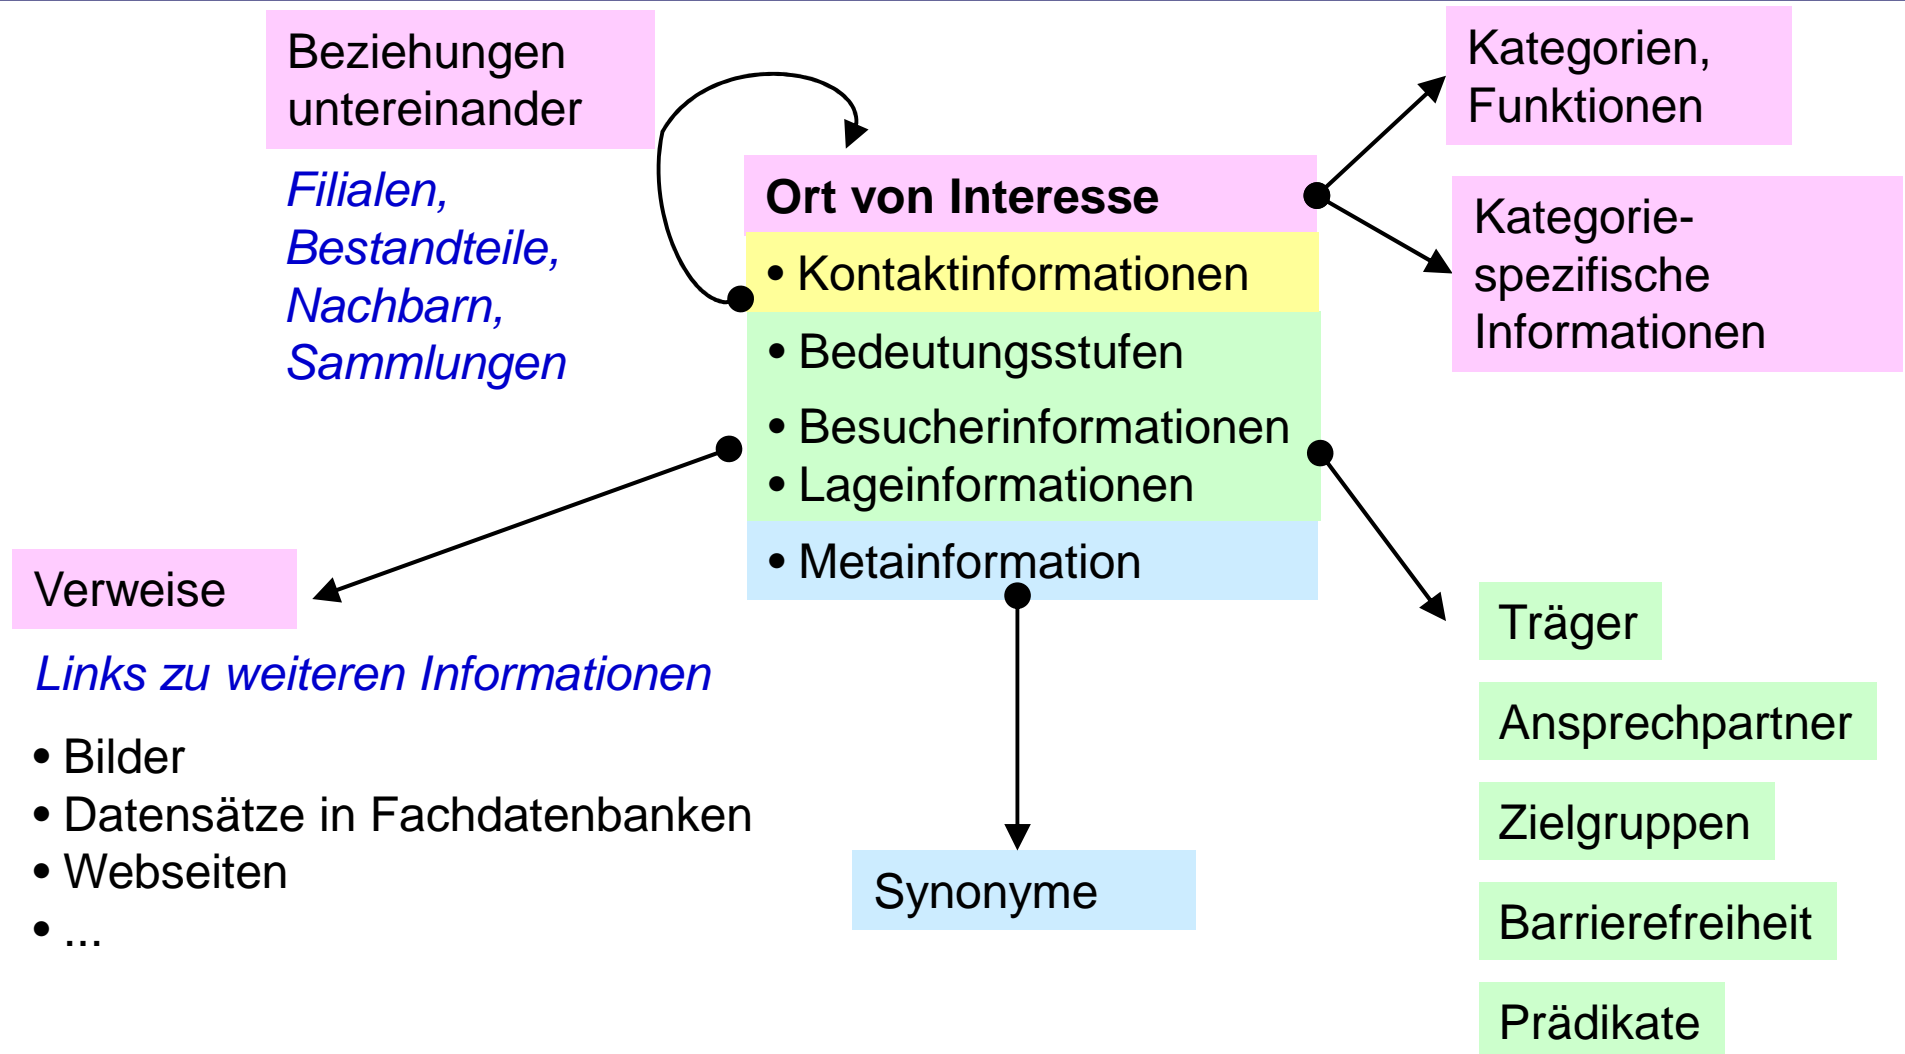 Beziehungen
untereinander
Filialen,
Bestandteile,
Nachbarn,
Sammlungen
Ort von Interesse
• Kontaktinformationen
• Bedeutungsstufen
• Besucherinformationen
• Lageinformationen
• Metainformation
Kategorien,
Funktionen
Kategorie-
spezifische
Informationen
Verweise
Links zu weiteren Informationen
• Bilder
• Datensätze in Fachdatenbanken
• Webseiten
• ...
Synonyme
Träger
Ansprechpartner
Zielgruppen
Barrierefreiheit
Prädikate